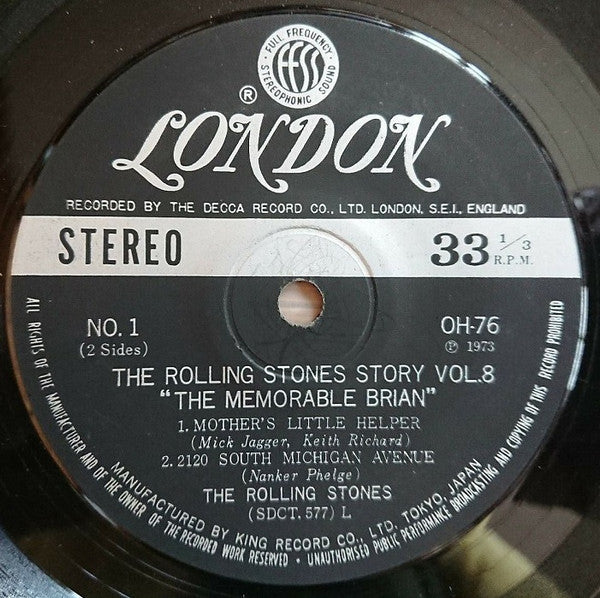 FULL FREQUENCY
FFSS
STEREOPHONIC SOUND
®
LONDON
RECORDED BY THE DECCA RECORD CO., LTD. LONDON, S.E.I., ENGLAND
STEREO
33 1/3
R.P.M.
NO. 1
(2 Sides)
OH-76
℗ 1973
THE ROLLING STONES STORY VOL.8
"THE MEMORABLE BRIAN"
1. MOTHER'S LITTLE HELPER
(Mick Jagger, Keith Richard)
2. 2120 SOUTH MICHIGAN AVENUE
(Nanker Phelge)
THE ROLLING STONES
(SDCT. 577) L
MANUFACTURED BY KING RECORD CO., LTD. TOKYO, JAPAN
ALL RIGHTS OF THE MANUFACTURER AND OF THE OWNER OF THE RECORDED WORK RESERVED • UNAUTHORISED PUBLIC PERFORMANCE BROADCASTING AND COPYING OF THIS RECORD PROHIBITED